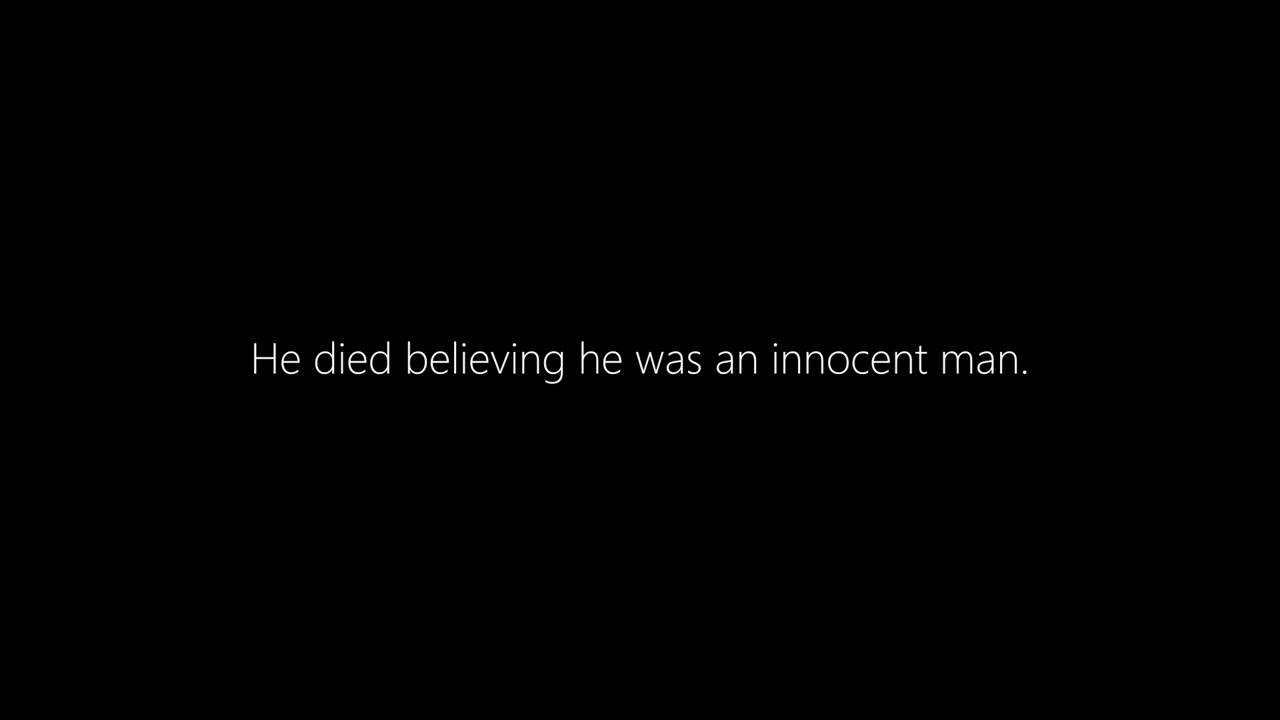 He died believing he was an innocent man.